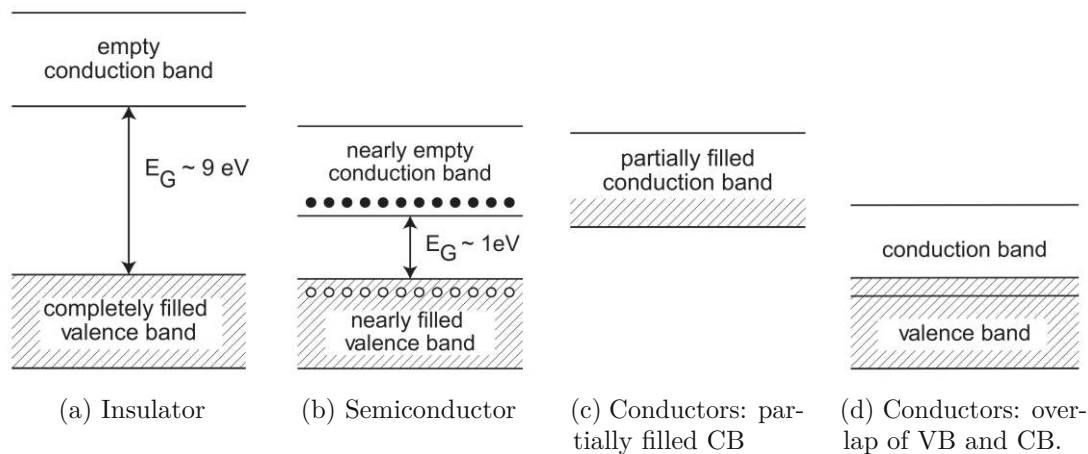 empty
conduction band
E_G ~ 9 eV
completely filled
valence band
(a) Insulator
nearly empty
conduction band
E_G ~ 1eV
nearly filled
valence band
(b) Semiconductor
partially filled
conduction band
(c) Conductors: par-
tially filled CB
conduction band
valence band
(d) Conductors: over-
lap of VB and CB.